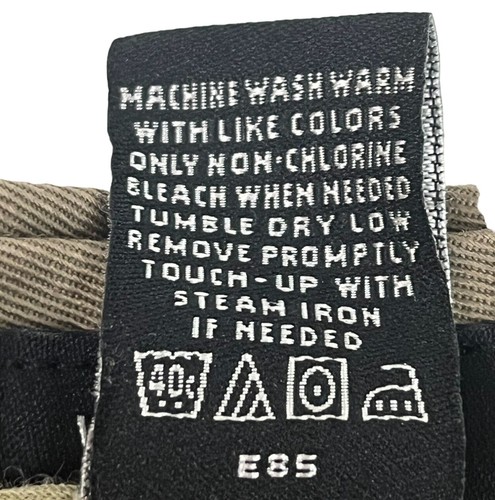 MACHINE WASH WARM
WITH LIKE COLORS
ONLY NON-CHLORINE
BLEACH WHEN NEEDED
TUMBLE DRY LOW
REMOVE PROMPTLY
TOUCH-UP WITH
STEAM IRON
IF NEEDED
40c
E85